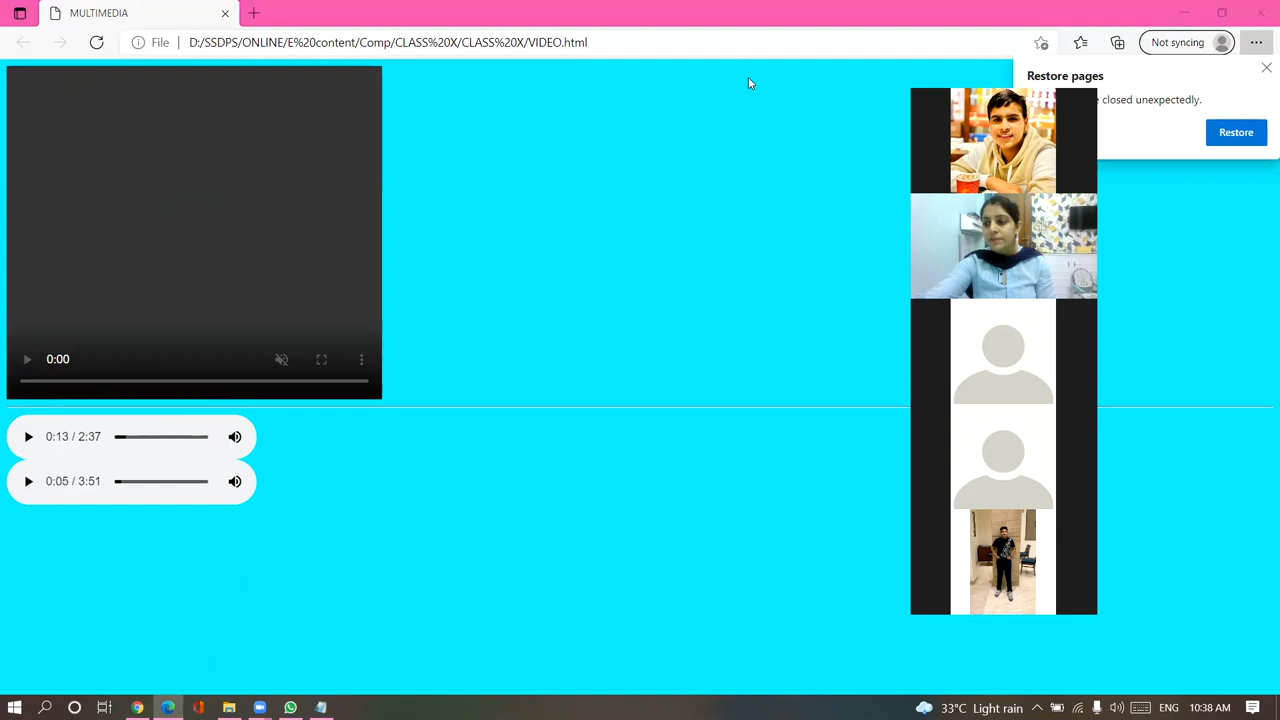 MULTIMEDIA
File
D:/SSDPS/ONLINE/E%20content/Comp/CLASS%20X/CLASS%20X/VIDEO.html
Not syncing
Restore pages
closed unexpectedly.
Restore
0:00
0:13 / 2:37
0:05 / 3:51
33°C Light rain
ENG
10:38 AM